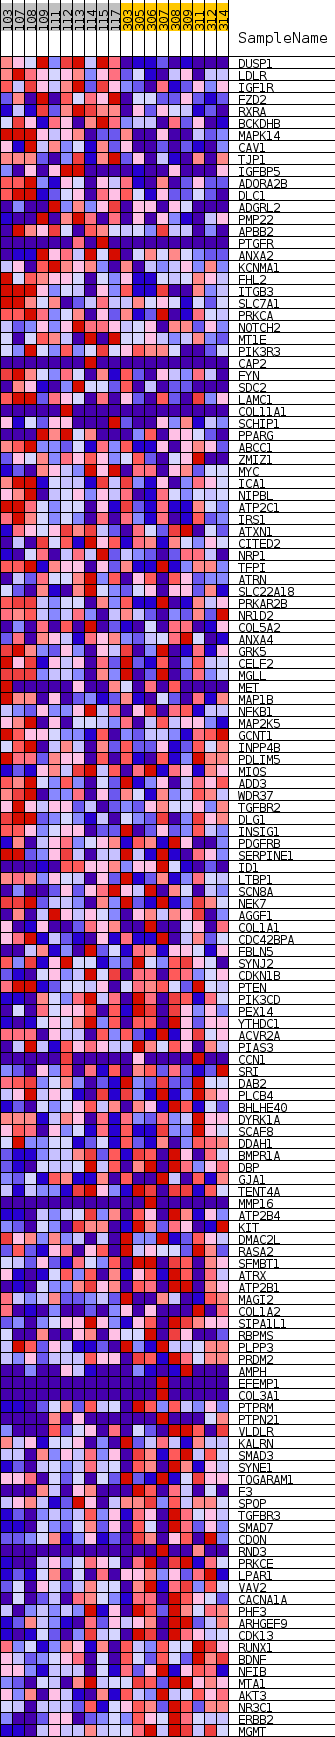 103 107 108 109 111 112 113 114 115 117 303 305 306 307 308 309 311 312 314
SampleName
DUSP1
LDLR
IGF1R
FZD2
RXRA
BCKDHB
MAPK14
CAV1
TJP1
IGFBP5
ADORA2B
DLC1
ADGRL2
PMP22
APBB2
PTGFR
ANXA2
KCNMA1
FHL2
ITGB3
SLC7A1
PRKCA
NOTCH2
MT1E
PIK3R3
CAP2
FYN
SDC2
LAMC1
COL11A1
SCHIP1
PPARG
ABCC1
ZMIZ1
MYC
ICA1
NIPBL
ATP2C1
IRS1
ATXN1
CITED2
NRP1
TFPI
ATRN
SLC22A18
PRKAR2B
NR1D2
COL5A2
ANXA4
GRK5
CELF2
MGLL
MET
MAP1B
NFKB1
MAP2K5
GCNT1
INPP4B
PDLIM5
MIOS
ADD3
WDR37
TGFBR2
DLG1
INSIG1
PDGFRB
SERPINE1
ID1
LTBP1
SCN8A
NEK7
AGGF1
COL1A1
CDC42BPA
FBLN5
SYNJ2
CDKN1B
PTEN
PIK3CD
PEX14
YTHDC1
ACVR2A
PIAS3
CCN1
SRI
DAB2
PLCB4
BHLHE40
DYRK1A
SCAF8
DDAH1
BMPR1A
DBP
GJA1
TENT4A
MMP16
ATP2B4
KIT
DMAC2L
RASA2
SFMBT1
ATRX
ATP2B1
MAGI2
COL1A2
SIPA1L1
RBPMS
PLPP3
PRDM2
AMPH
EFEMP1
COL3A1
PTPRM
PTPN21
VLDLR
KALRN
SMAD3
SYNE1
TOGARAM1
F3
SPOP
TGFBR3
SMAD7
CDON
RND3
PRKCE
LPAR1
VAV2
CACNA1A
PHF3
ARHGEF9
CDK13
RUNX1
BDNF
NFIB
MTA1
AKT3
NR3C1
ERBB2
MGMT